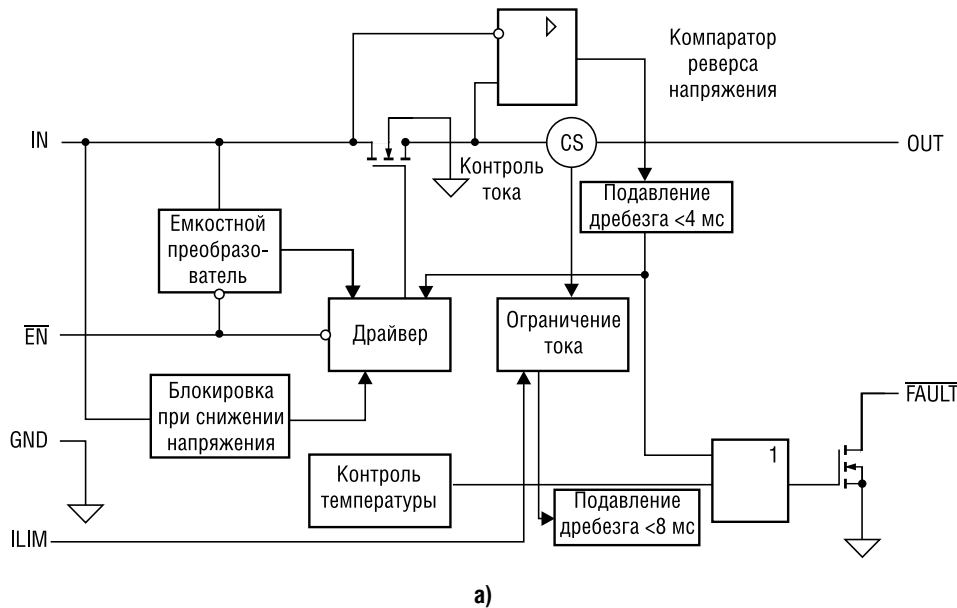 Компаратор
реверса
напряжения
IN
CS
OUT
Контроль
тока
Подавление
дребезга <4 мс
Емкостной
преобразо-
ватель
EN
Драйвер
Ограничение
тока
Блокировка
при снижении
напряжения
FAULT
GND
1
Контроль
температуры
Подавление
дребезга <8 мс
ILIM
а)